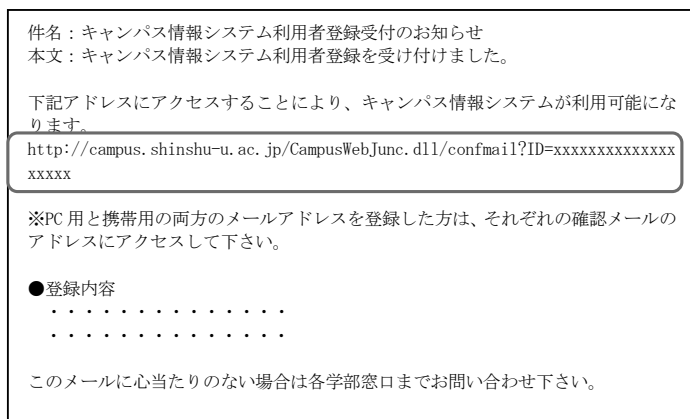 件名：キャンパス情報システム利用者登録受付のお知らせ
本文：キャンパス情報システム利用者登録を受け付けました。
下記アドレスにアクセスすることにより、キャンパス情報システムが利用可能にな
ります。
http://campus.shinshu-u.ac.jp/CampusWebJunc.dll/confmail?ID=xxxxxxxxxxxxxx
xxxxx
※PC 用と携帯用の両方のメールアドレスを登録した方は、それぞれの確認メールの
アドレスにアクセスして下さい。
●登録内容
・・・・・・・・・・・・・・
・・・・・・・・・・・・・・
このメールに心当たりのない場合は各学部窓口までお問い合わせ下さい。